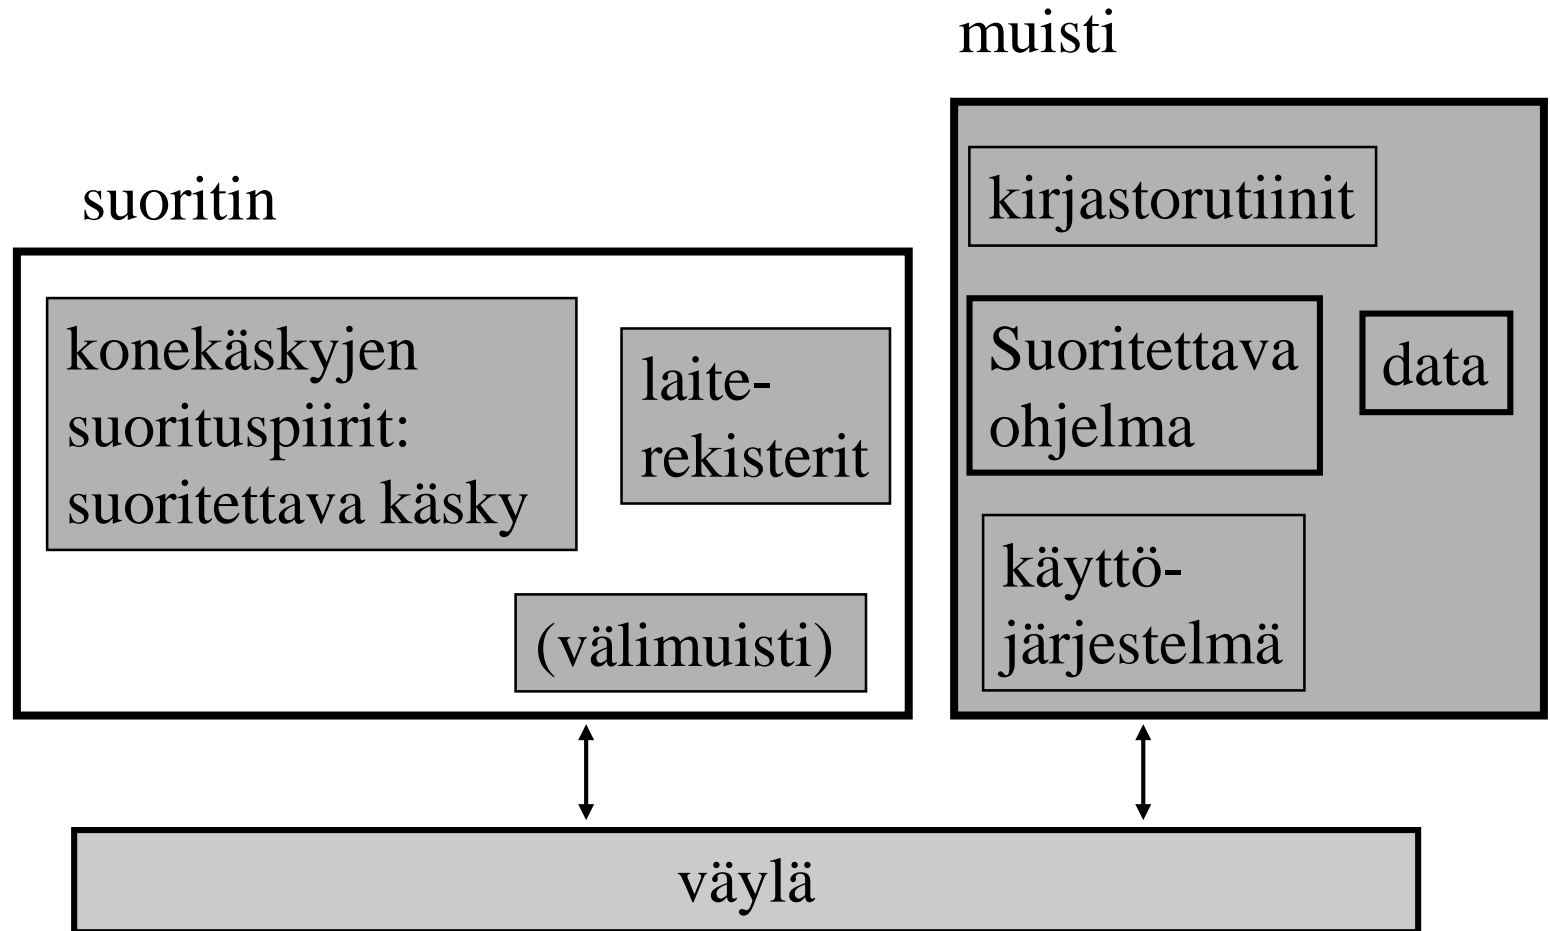 muisti
suoritin
konekäskyjen
suorituspiirit:
suoritettava käsky
laite-
rekisterit
(välimuisti)
kirjastorutiinit
Suoritettava
ohjelma
data
käyttö-
järjestelmä
väylä